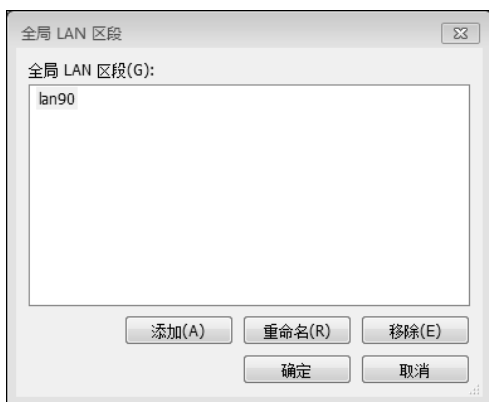 全局 LAN 区段
全局 LAN 区段(G):
lan90
添加(A) 重命名(R) 移除(E)
确定 取消